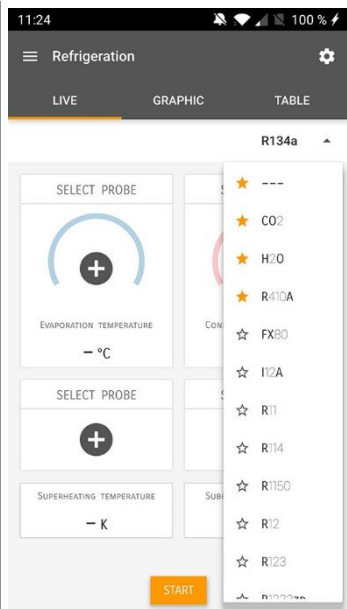 11:24
100 %
Refrigeration
LIVE
GRAPHIC
TABLE
R134a
SELECT PROBE
EVAPORATION TEMPERATURE
– °C
SELECT PROBE
SUPERHEATING TEMPERATURE
– K
START
---
CO2
H2O
R410A
FX80
I12A
R11
R114
R1150
R12
R123